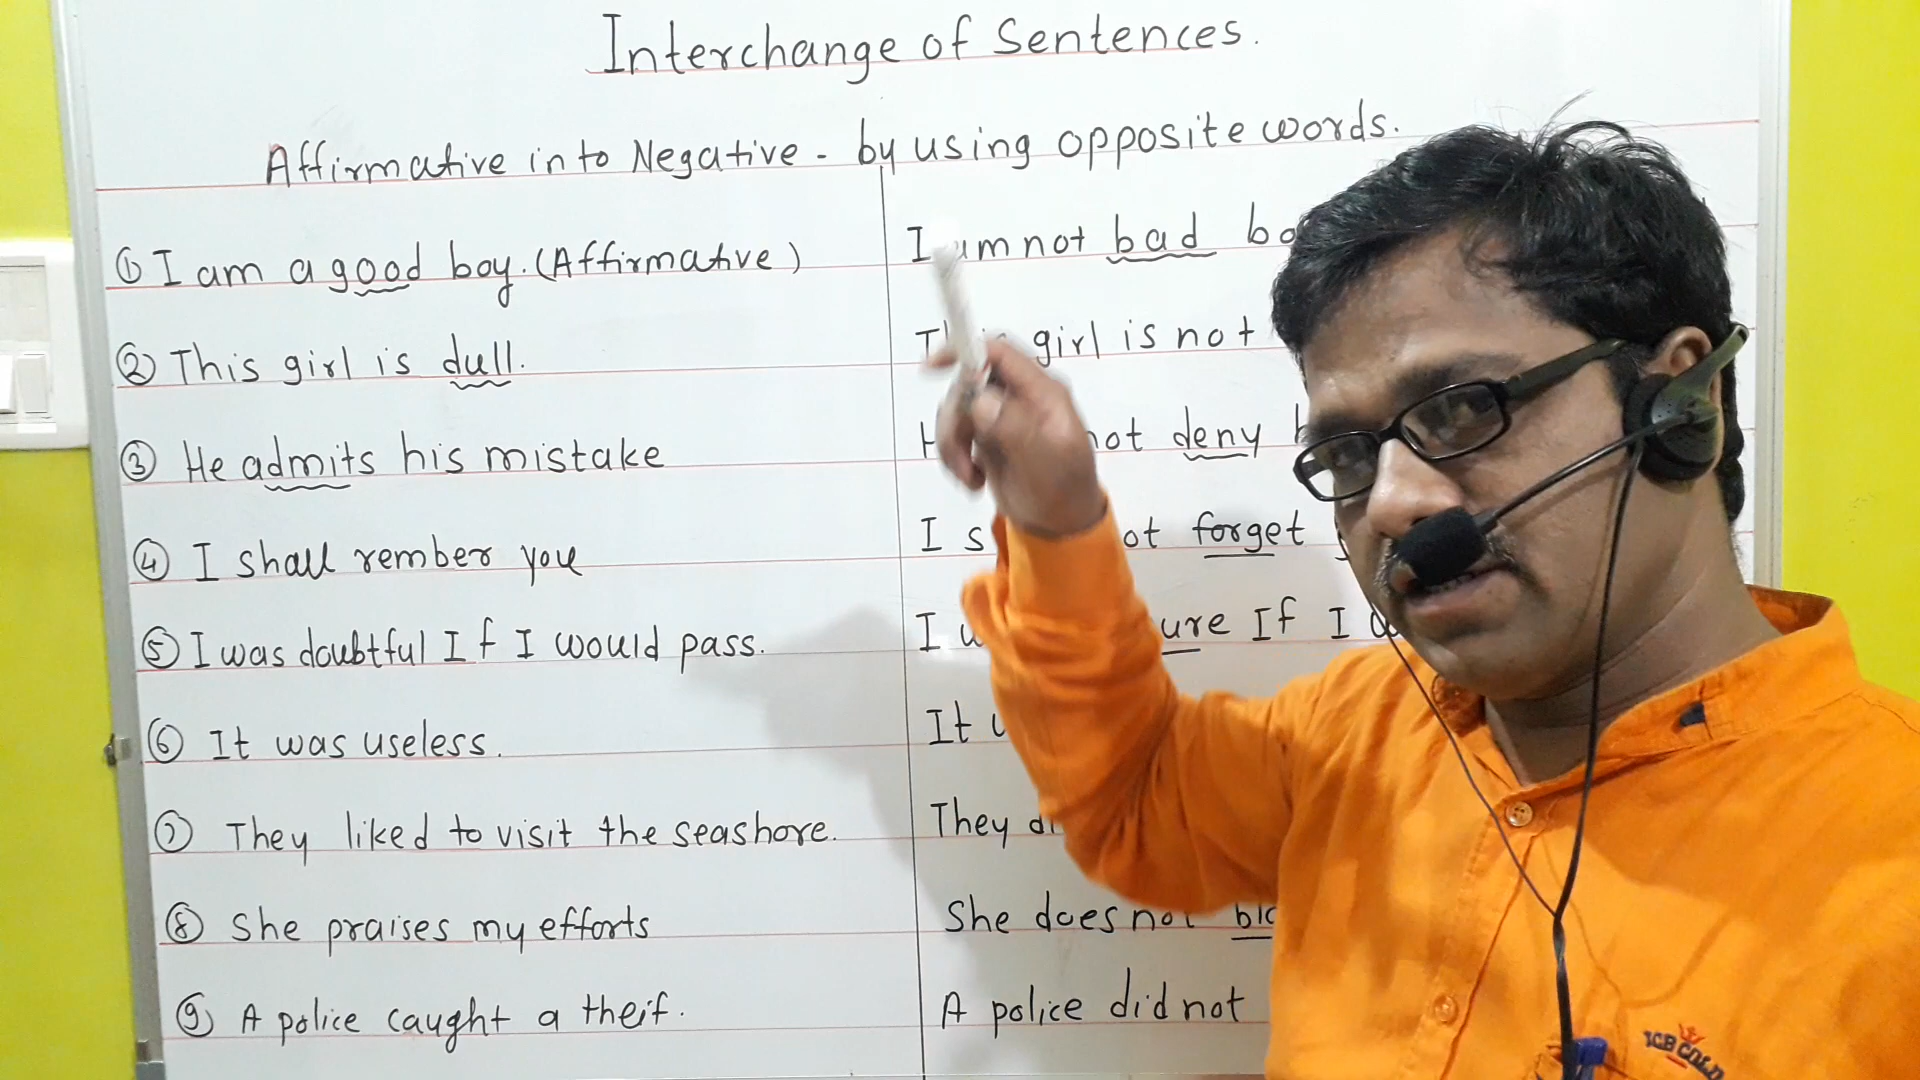 Interchange of Sentences.
Affirmative into Negative - by using opposite words.
① I am a good boy. (Affirmative)
I am not bad
② This girl is dull.
girl is not
③ He admits his mistake
not deny
④ I shall rember you
I forget
⑤ I was doubtful If I would pass.
I If I
⑥ It was useless.
It
⑦ They liked to visit the seashore.
They
⑧ She praises my efforts
She does not
⑨ A police caught a theif.
A police did not